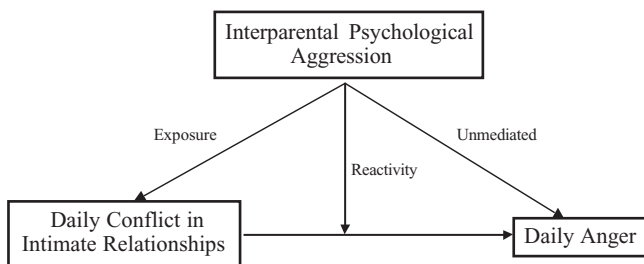 Interparental Psychological
Aggression
Exposure
Unmediated
Reactivity
Daily Conflict in
Intimate Relationships
Daily Anger